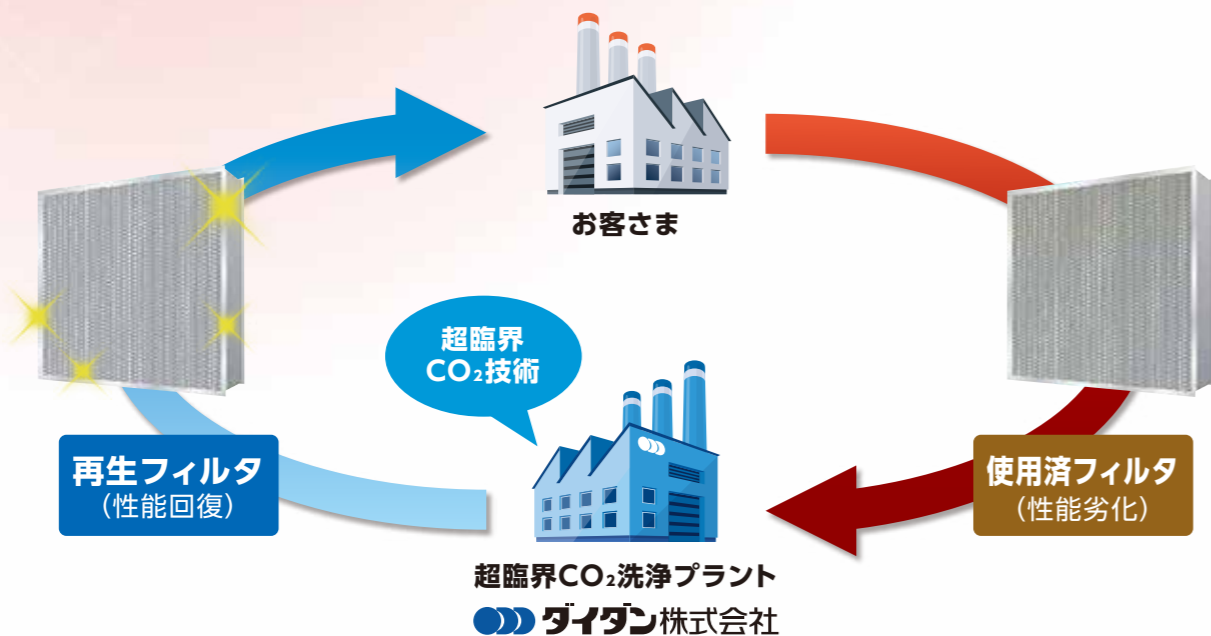 お客さま
超臨界
CO₂技術
再生フィルタ
(性能回復)
使用済フィルタ
(性能劣化)
超臨界CO₂洗浄プラント
ダイダン株式会社